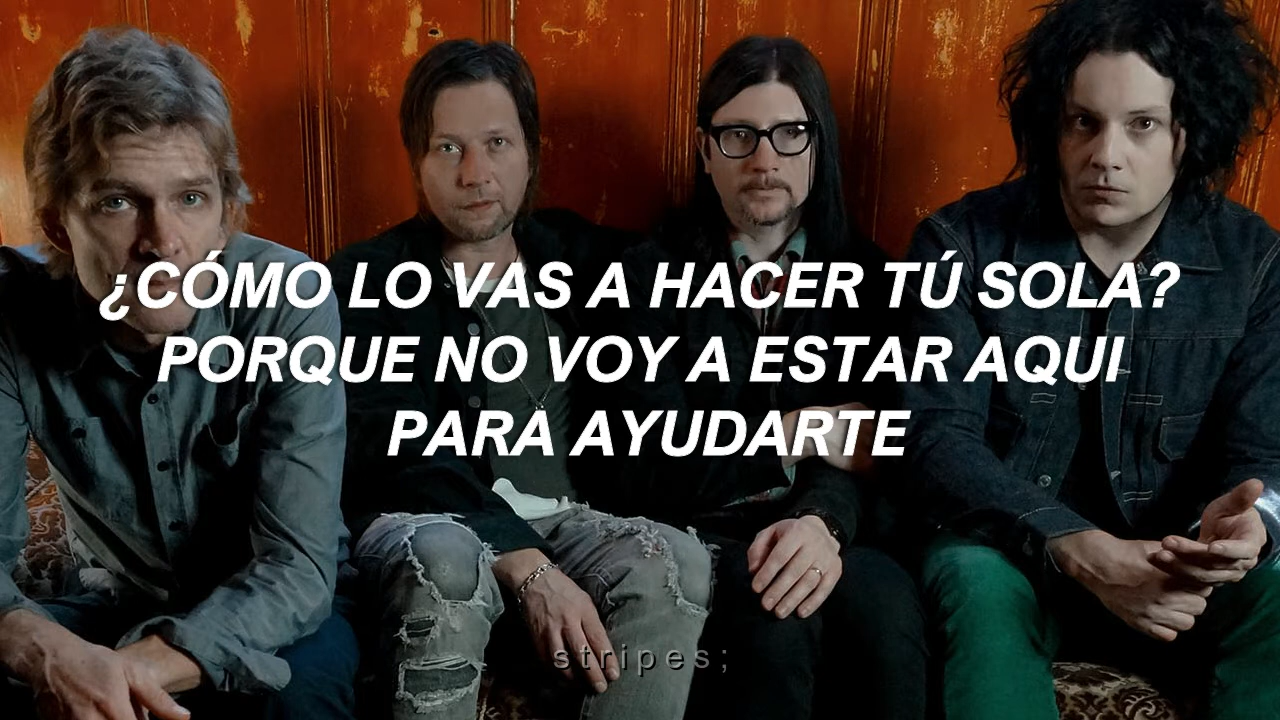 ¿CÓMO LO VAS A HACER TÚ SOLA?
PORQUE NO VOY A ESTAR AQUI
PARA AYUDARTE
stripes;